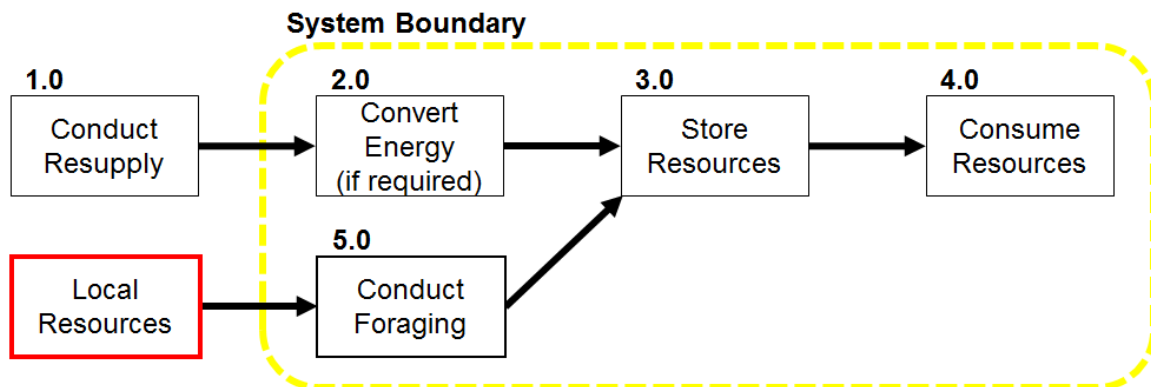 System Boundary
1.0
Conduct
Resupply
2.0
Convert
Energy
(if required)
3.0
Store
Resources
4.0
Consume
Resources
Local
Resources
5.0
Conduct
Foraging